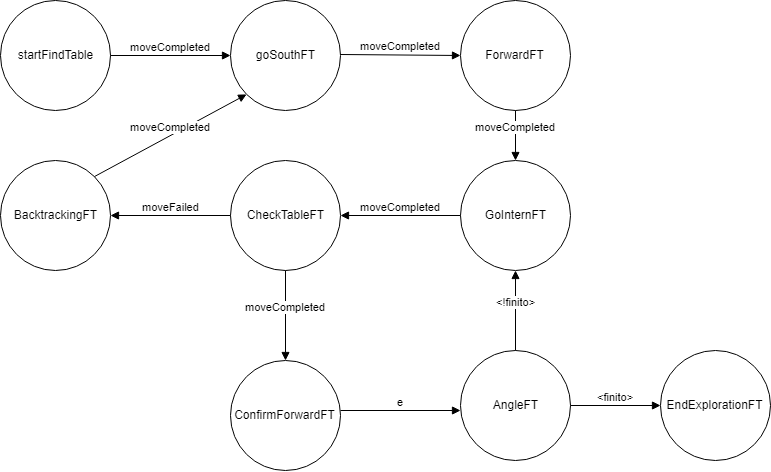 startFindTable
moveCompleted
goSouthFT
moveCompleted
ForwardFT
moveCompleted
moveCompleted
BacktrackingFT
moveFailed
CheckTableFT
moveCompleted
GoInternFT
moveCompleted
<!finito>
ConfirmForwardFT
e
AngleFT
<finito>
EndExplorationFT